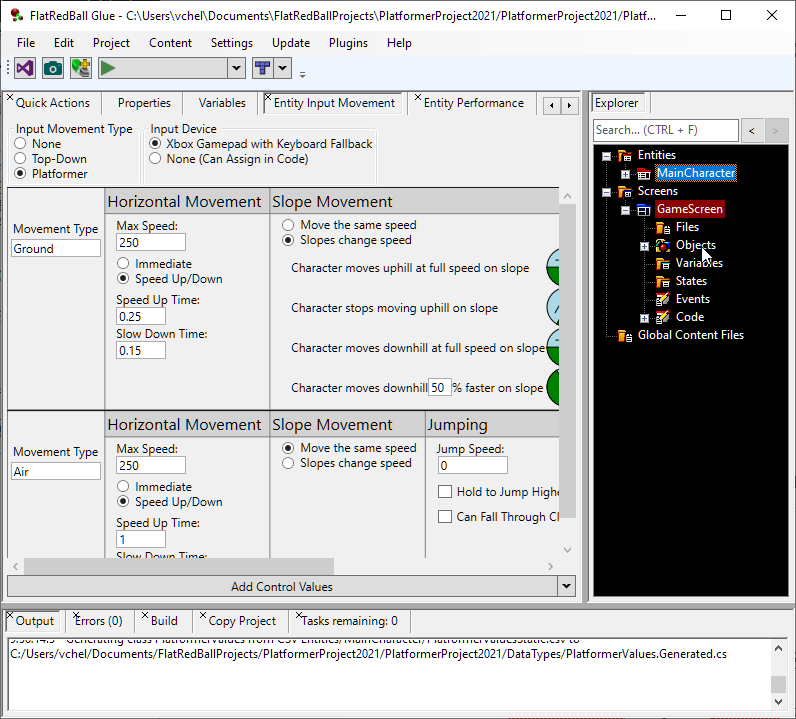 FlatRedBall Glue - C:\Users\vchel\Documents\FlatRedBallProjects\PlatformerProject2021/PlatformerProject2021/Platf...
File Edit Project Content Settings Update Plugins Help
Quick Actions Properties Variables Entity Input Movement Entity Performance
Explorer
Input Movement Type
None
Top-Down
Platformer
Input Device
Xbox Gamepad with Keyboard Fallback
None (Can Assign in Code)
Search... (CTRL + F)
Entities
MainCharacter
Screens
GameScreen
Files
Objects
Variables
States
Events
Code
Global Content Files
Movement Type
Ground
Horizontal Movement
Max Speed:
250
Immediate
Speed Up/Down
Speed Up Time:
0.25
Slow Down Time:
0.15
Slope Movement
Move the same speed
Slopes change speed
Character moves uphill at full speed on slope
Character stops moving uphill on slope
Character moves downhill at full speed on slope
Character moves downhill 50 % faster on slope
Movement Type
Air
Horizontal Movement
Max Speed:
250
Immediate
Speed Up/Down
Speed Up Time:
1
Slow Down Time:
Slope Movement
Move the same speed
Slopes change speed
Jumping
Jump Speed:
0
Hold to Jump Highe
Can Fall Through Cl
Add Control Values
Output Errors (0) Build Copy Project Tasks remaining: 0
Generating class PlatformerValues from CSV Entities/MainCharacter/PlatformerValuesStatic.csv to
C:/Users/vchel/Documents/FlatRedBallProjects/PlatformerProject2021/PlatformerProject2021/DataTypes/PlatformerValues.Generated.cs